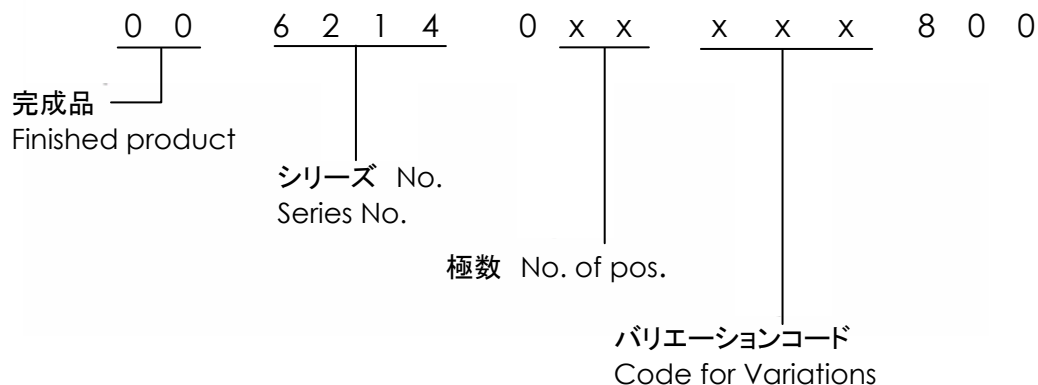 0 0 6 2 1 4 0 x x x x x 8 0 0
完成品
Finished product
シリーズ No.
Series No.
極数 No. of pos.
バリエーションコード
Code for Variations